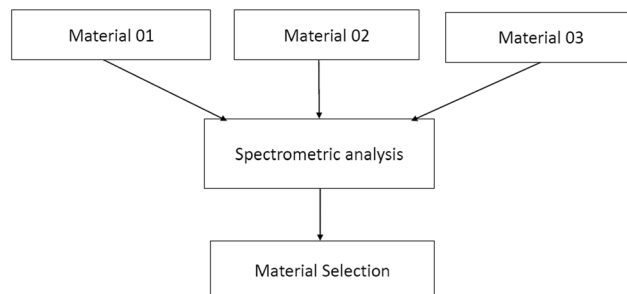 Material 01
Material 02
Material 03
Spectrometric analysis
Material Selection